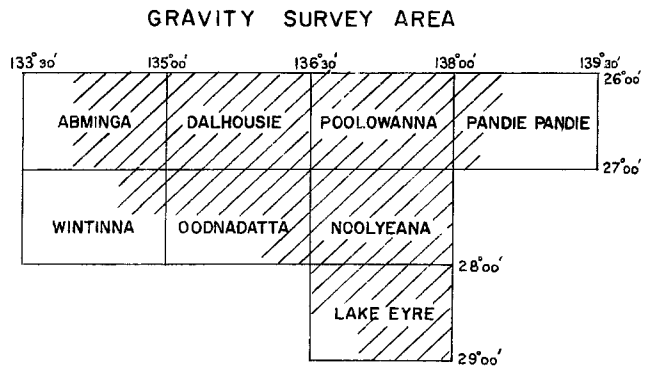 GRAVITY SURVEY AREA
133°30' 135°00' 136°30' 138°00' 139°30'
26°00'
ABMINGA DALHOUSIE POOLOWANNA PANDIE PANDIE
27°00'
WINTINNA OODNADATTA NOOLYEANA
28°00'
LAKE EYRE
29°00'